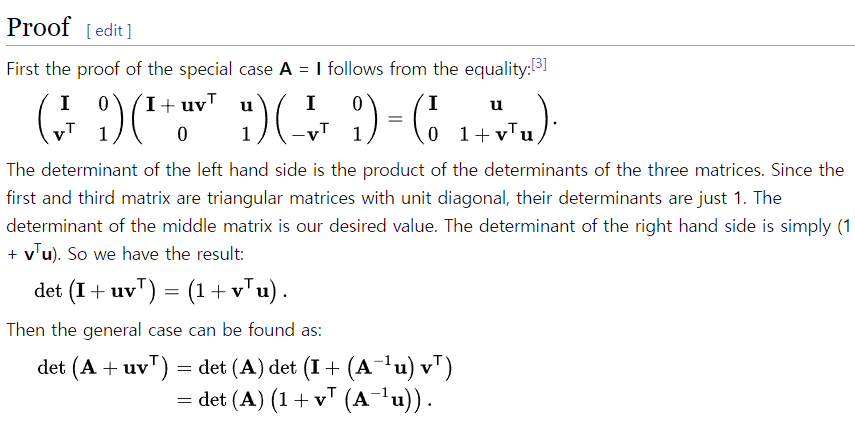 Proof [ edit ]
First the proof of the special case A = I follows from the equality:[3]
$$\begin{pmatrix} \mathbf{I} & 0 \\ \mathbf{v}^\mathsf{T} & 1 \end{pmatrix} \begin{pmatrix} \mathbf{I} + \mathbf{u}\mathbf{v}^\mathsf{T} & \mathbf{u} \\ 0 & 1 \end{pmatrix} \begin{pmatrix} \mathbf{I} & 0 \\ -\mathbf{v}^\mathsf{T} & 1 \end{pmatrix} = \begin{pmatrix} \mathbf{I} & \mathbf{u} \\ 0 & 1 + \mathbf{v}^\mathsf{T}\mathbf{u} \end{pmatrix}.$$
The determinant of the left hand side is the product of the determinants of the three matrices. Since the
first and third matrix are triangular matrices with unit diagonal, their determinants are just 1. The
determinant of the middle matrix is our desired value. The determinant of the right hand side is simply (1
+ vᵀu). So we have the result:
$$\det\left(\mathbf{I} + \mathbf{u}\mathbf{v}^\mathsf{T}\right) = \left(1 + \mathbf{v}^\mathsf{T}\mathbf{u}\right).$$
Then the general case can be found as:
$$\det\left(\mathbf{A} + \mathbf{u}\mathbf{v}^\mathsf{T}\right) = \det(\mathbf{A}) \det\left(\mathbf{I} + \left(\mathbf{A}^{-1}\mathbf{u}\right)\mathbf{v}^\mathsf{T}\right)$$
$$= \det(\mathbf{A}) \left(1 + \mathbf{v}^\mathsf{T}\left(\mathbf{A}^{-1}\mathbf{u}\right)\right).$$